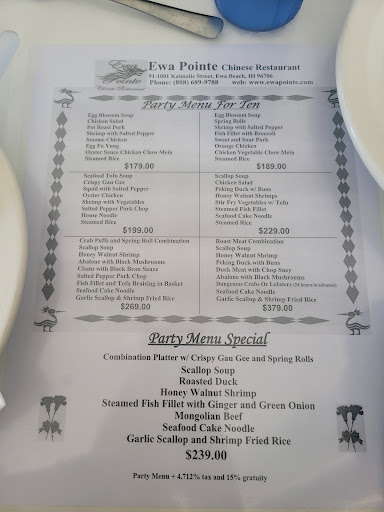 Ewa
Pointe
Chinese Restaurant
Ewa Pointe Chinese Restaurant
91-1001 Kaimalie Street, Ewa Beach, HI 96706
Phone: (808) 689-9788 web: www.ewapointe.com
Party Menu For Ten
Egg Blossom Soup
Chicken Salad
Pot Roast Pork
Shrimp with Salted Pepper
Sesame Chicken
Egg Fu Yung
Oyster Sauce Chicken Chow Mein
Steamed Rice
$179.00
Egg Blossom Soup
Spring Rolls
Shrimp with Salted Pepper
Fish Fillet with Broccoli
Sweet and Sour Pork
Orange Chicken
Chicken Vegetable Chow Mein
Steamed Rice
$189.00
Seafood Tofu Soup
Crispy Gau Gee
Squid with Salted Pepper
Oyster Chicken
Shrimp with Vegetables
Salted Pepper Pork Chop
House Noodle
Steamed Rice
$199.00
Scallop Soup
Chicken Salad
Peking Duck w/ Buns
Honey Walnut Shrimps
Stir Fry Vegetables w/ Tofu
Steamed Fish Fillet
Seafood Cake Noodle
Steamed Rice
$229.00
Crab Puffs and Spring Roll Combination
Scallop Soup
Honey Walnut Shrimp
Abalone with Black Mushrooms
Clams with Black Bean Sauce
Salted Pepper Pork Chop
Fish Fillet and Tofu Braising in Basket
Seafood Cake Noodle
Garlic Scallop & Shrimp Fried Rice
$269.00
Roast Meat Combination
Scallop Soup
Honey Walnut Shrimp
Peking Duck with Buns
Duck Meat with Chop Suey
Abalone with Black Mushrooms
Dungeness Crab Or Lobsters (24 hours in advance)
Seafood Cake Noodle
Garlic Scallop & Shrimp Fried Rice
$379.00
Party Menu Special
Combination Platter w/ Crispy Gau Gee and Spring Rolls
Scallop Soup
Roasted Duck
Honey Walnut Shrimp
Steamed Fish Fillet with Ginger and Green Onion
Mongolian Beef
Seafood Cake Noodle
Garlic Scallop and Shrimp Fried Rice
$239.00
Party Menu + 4.712% tax and 15% gratuity